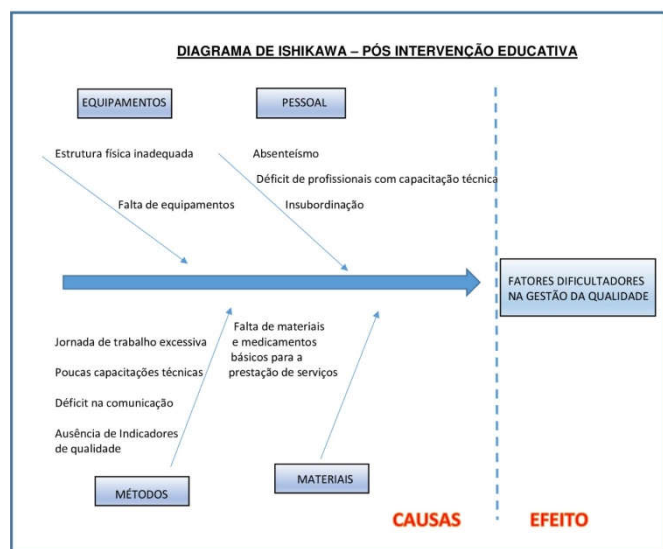 DIAGRAMA DE ISHIKAWA – PÓS INTERVENÇÃO EDUCATIVA
EQUIPAMENTOS
PESSOAL
Estrutura física inadequada
Absenteísmo
Déficit de profissionais com capacitação técnica
Falta de equipamentos
Insubordinação
FATORES DIFICULTADORES
NA GESTÃO DA QUALIDADE
Jornada de trabalho excessiva
Poucas capacitações técnicas
Déficit na comunicação
Ausência de Indicadores
de qualidade
Falta de materiais
e medicamentos
básicos para a
prestação de serviços
MÉTODOS
MATERIAIS
CAUSAS
EFEITO